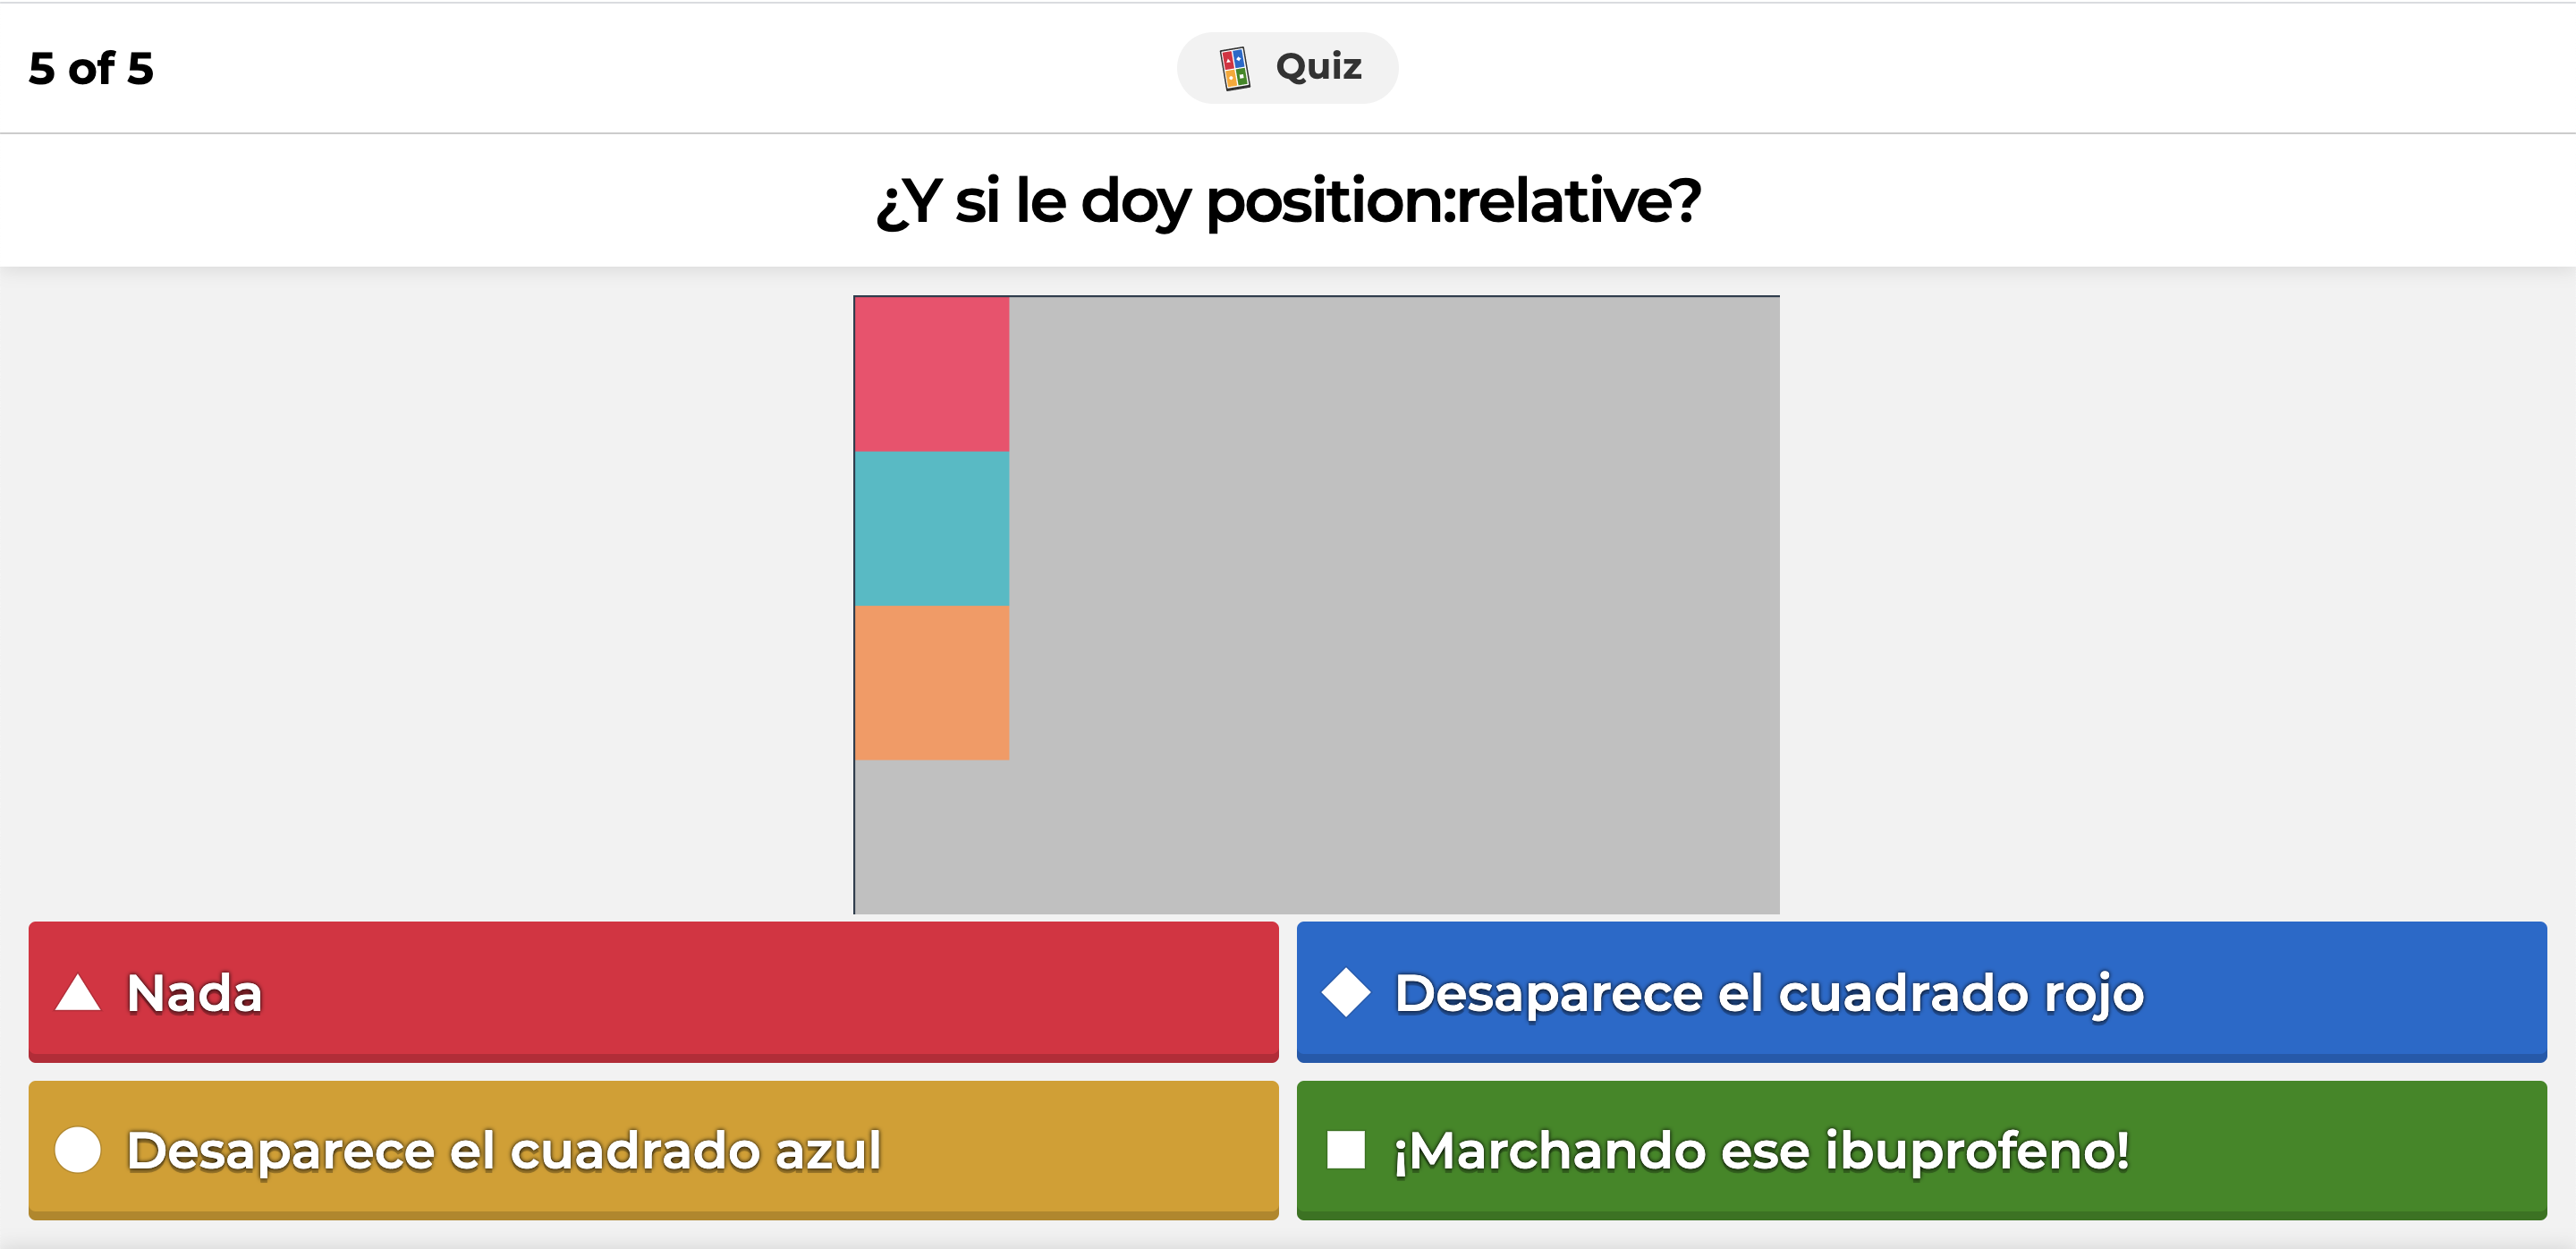 5 of 5
Quiz
¿Y si le doy position:relative?
Nada
Desaparece el cuadrado rojo
Desaparece el cuadrado azul
¡Marchando ese ibuprofeno!